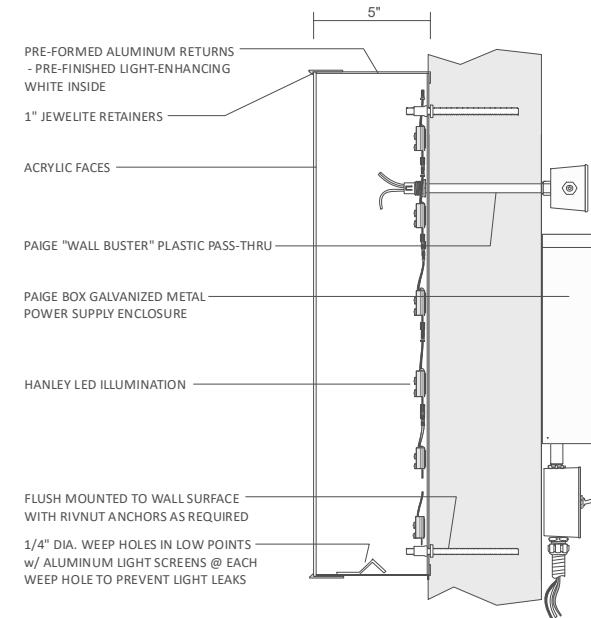 5"
PRE-FORMED ALUMINUM RETURNS
- PRE-FINISHED LIGHT-ENHANCING
WHITE INSIDE
1" JEWELITE RETAINERS
ACRYLIC FACES
PAIGE "WALL BUSTER" PLASTIC PASS-THRU
PAIGE BOX GALVANIZED METAL
POWER SUPPLY ENCLOSURE
HANLEY LED ILLUMINATION
FLUSH MOUNTED TO WALL SURFACE
WITH RIVNUT ANCHORS AS REQUIRED
1/4" DIA. WEEP HOLES IN LOW POINTS
w/ ALUMINUM LIGHT SCREENS @ EACH
WEEP HOLE TO PREVENT LIGHT LEAKS